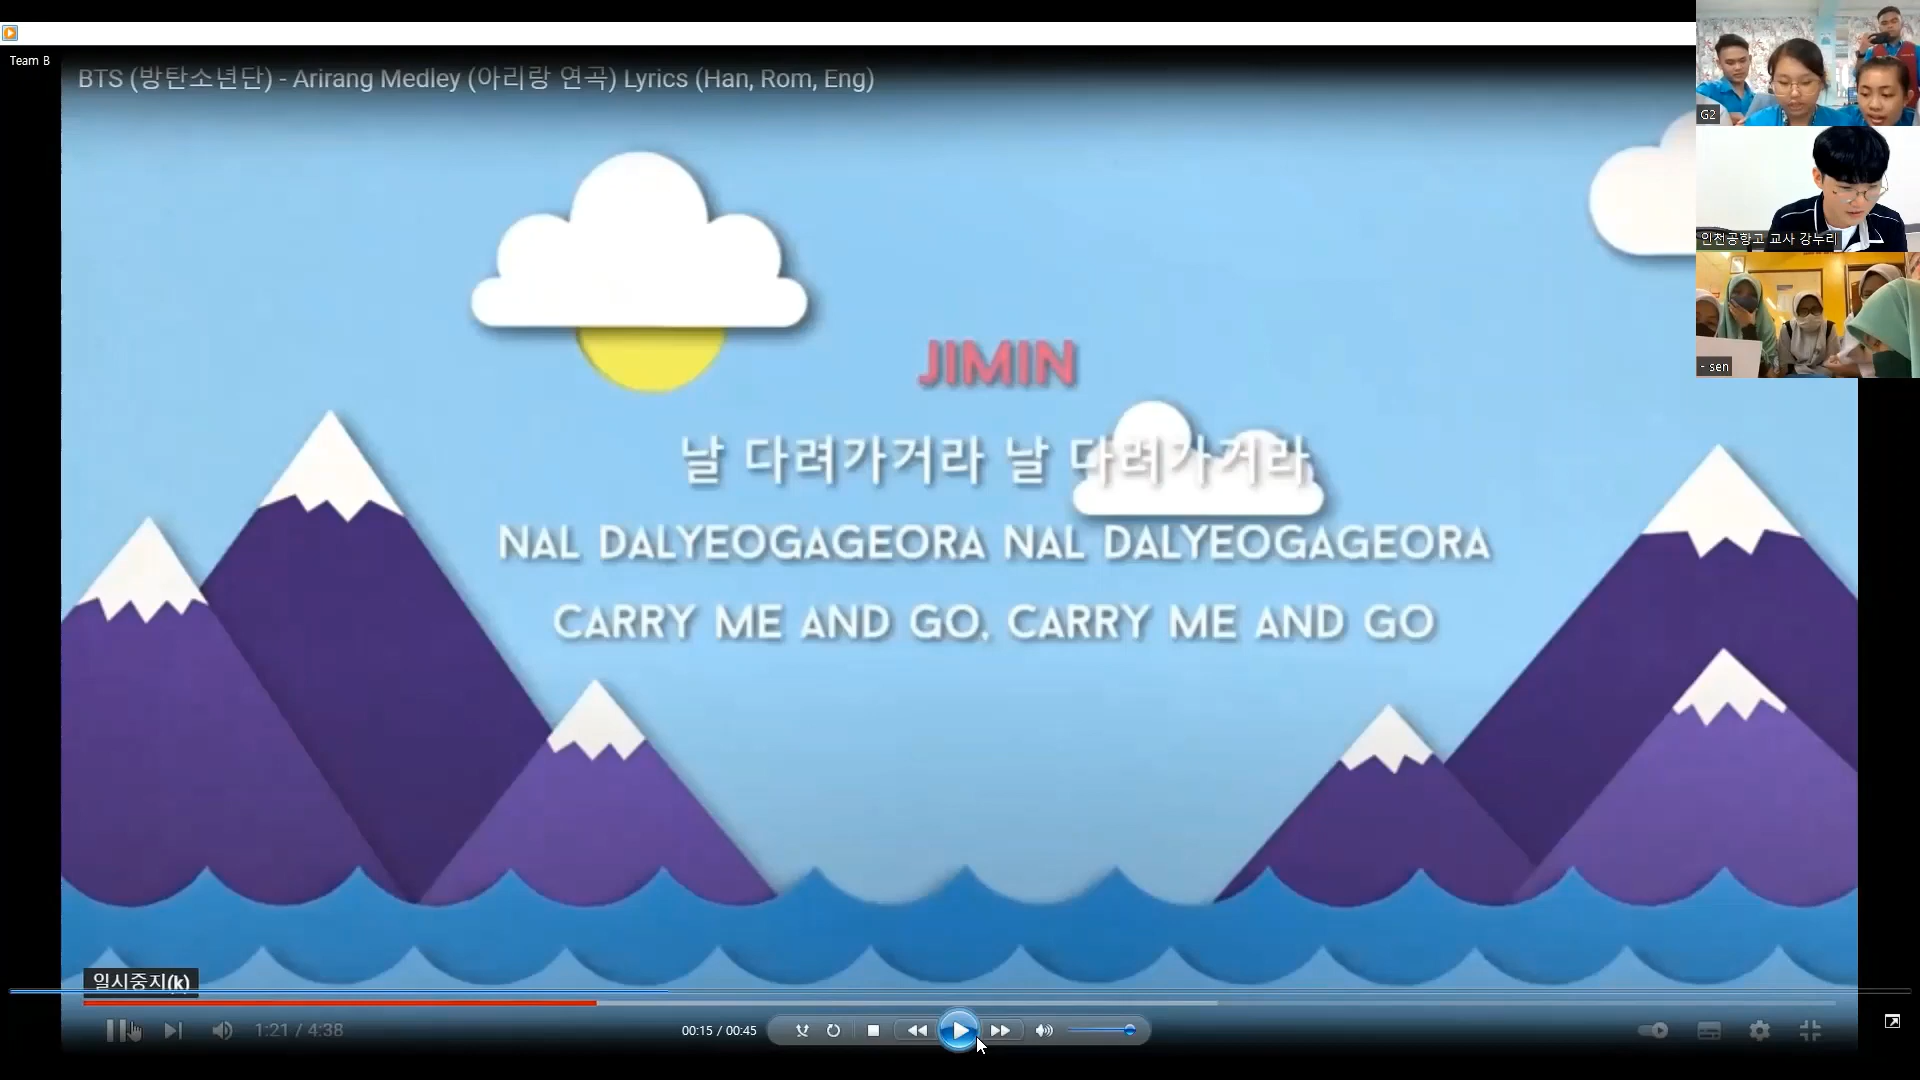 Team B
BTS (방탄소년단) - Arirang Medley (아리랑 연곡) Lyrics (Han, Rom, Eng)
G2
인천공항고 교사 강누리
- sen
JIMIN
날 다려가거라 날 다려가겨라
NAL DALYEOGAGEORA NAL DALYEOGAGEORA
CARRY ME AND GO, CARRY ME AND GO
일시중지(k)
1:21 / 4:38
00:15 / 00:45